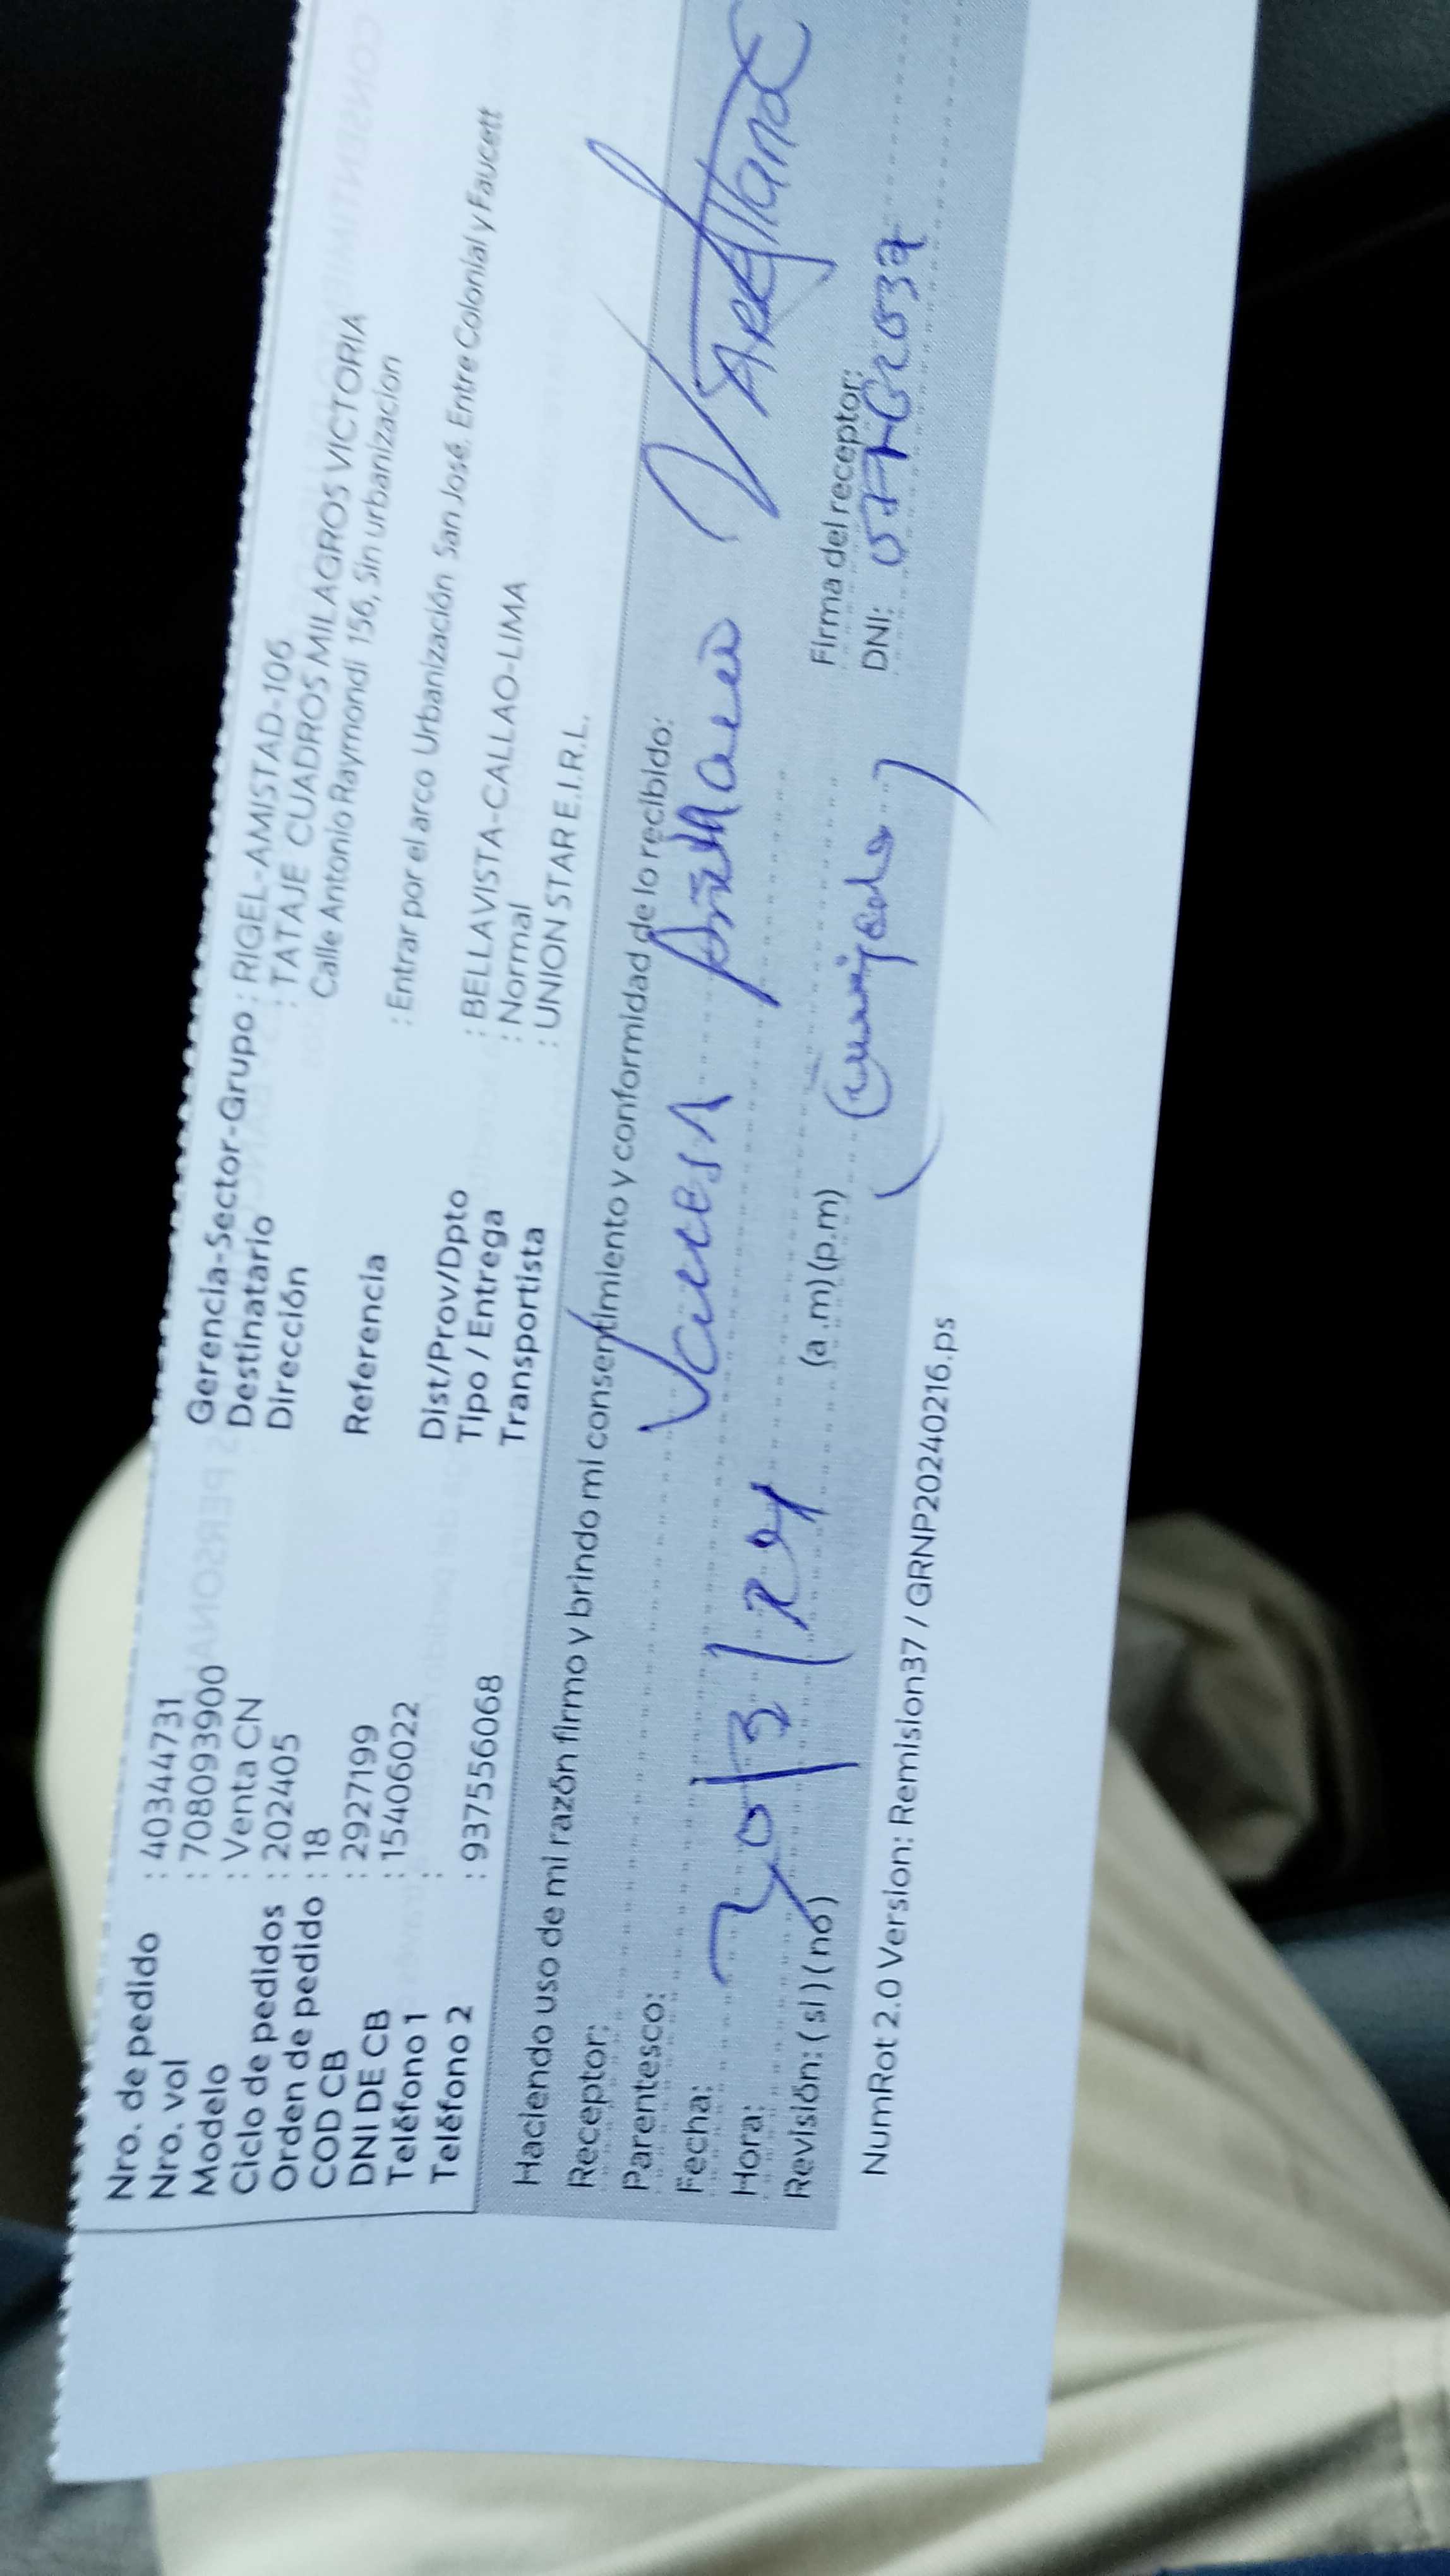 Nro. de pedido : 40344731
Nro. vol : 7080939００
Modelo : Venta CN
Ciclo de pedidos : 202405
Orden de pedido : 18
COD CB : 2927199
DNI DE CB : 15406022
Teléfono 1 :
Teléfono 2 : 937556068
Gerencia-Sector-Grupo : RIGEL-AMISTAD-106
Destinatario : TATAJE CUADROS MILAGROS VICTORIA
Dirección Calle Antonio Raymondi 156, Sin urbanizacion
Referencia : Entrar por el arco Urbanización San José. Entre Colonial y Faucett
Dist/Prov/Dpto : BELLAVISTA-CALLAO-LIMA
Tipo / Entrega : Normal
Transportista : UNION STAR E.I.R.L.
Haciendo uso de mi razón firmo y brindo mi consentimiento y conformidad de lo recibido:
Receptor: Vanessa
Parentesco:
Fecha: 20/3/24
Hora: (a.m)(p.m)
Revisión: (si)(no)
Firma del receptor:
DNI:
NumRot 2.0 Version: Remision37 / GRNP20240216.ps